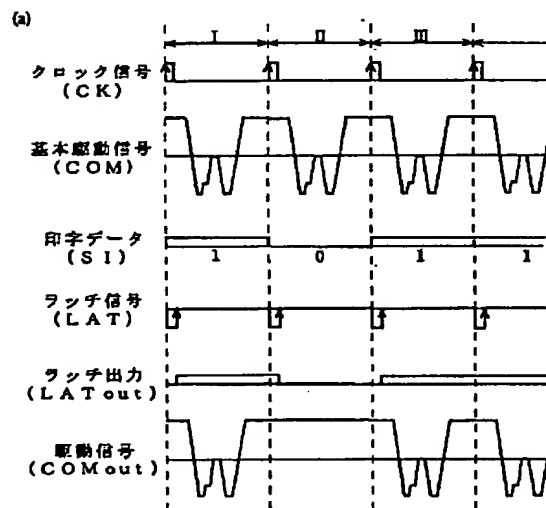 (a)
I II III
クロック信号
(CK)
基本駆動信号
(COM)
印字データ
(SI)
1 0 1 1
ラッチ信号
(LAT)
ラッチ出力
(LATout)
駆動信号
(COMout)